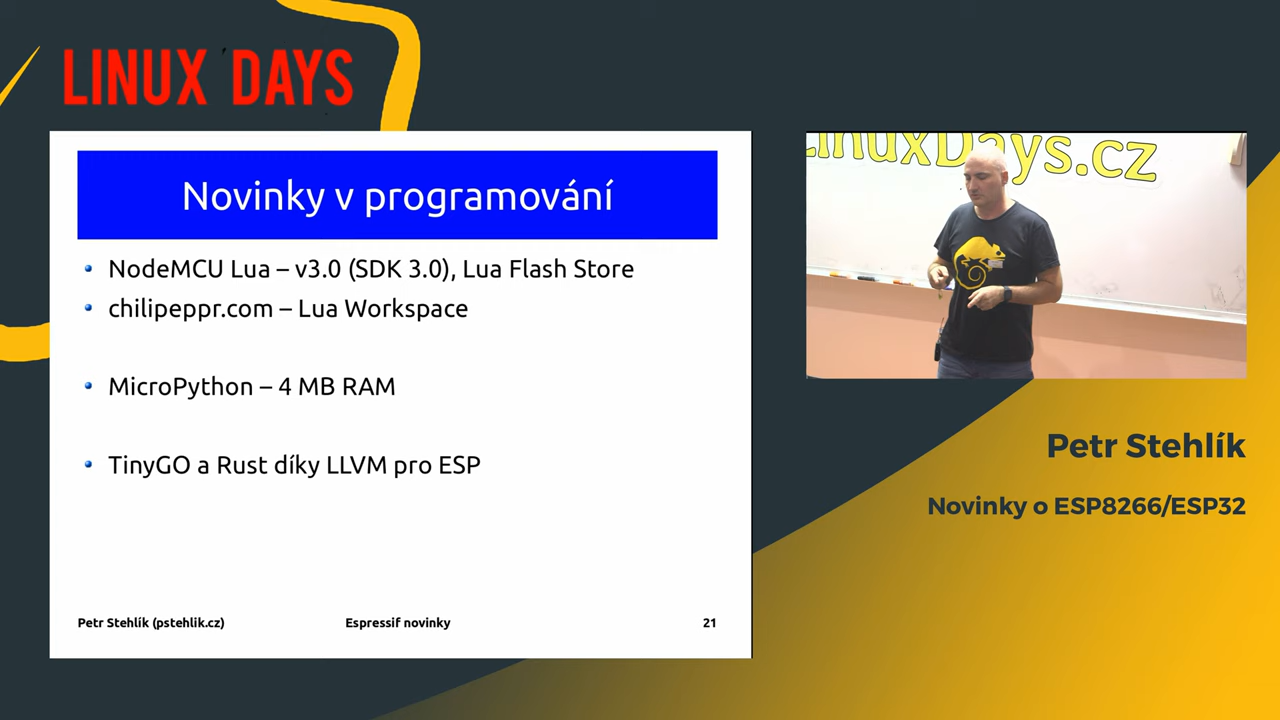 LINUX DAYS
Novinky v programování
NodeMCU Lua – v3.0 (SDK 3.0), Lua Flash Store
chilipeppr.com – Lua Workspace
MicroPython – 4 MB RAM
TinyGO a Rust díky LLVM pro ESP
Petr Stehlík (pstehlik.cz)
Espressif novinky
21
LinuxDays.cz
Petr Stehlík
Novinky o ESP8266/ESP32